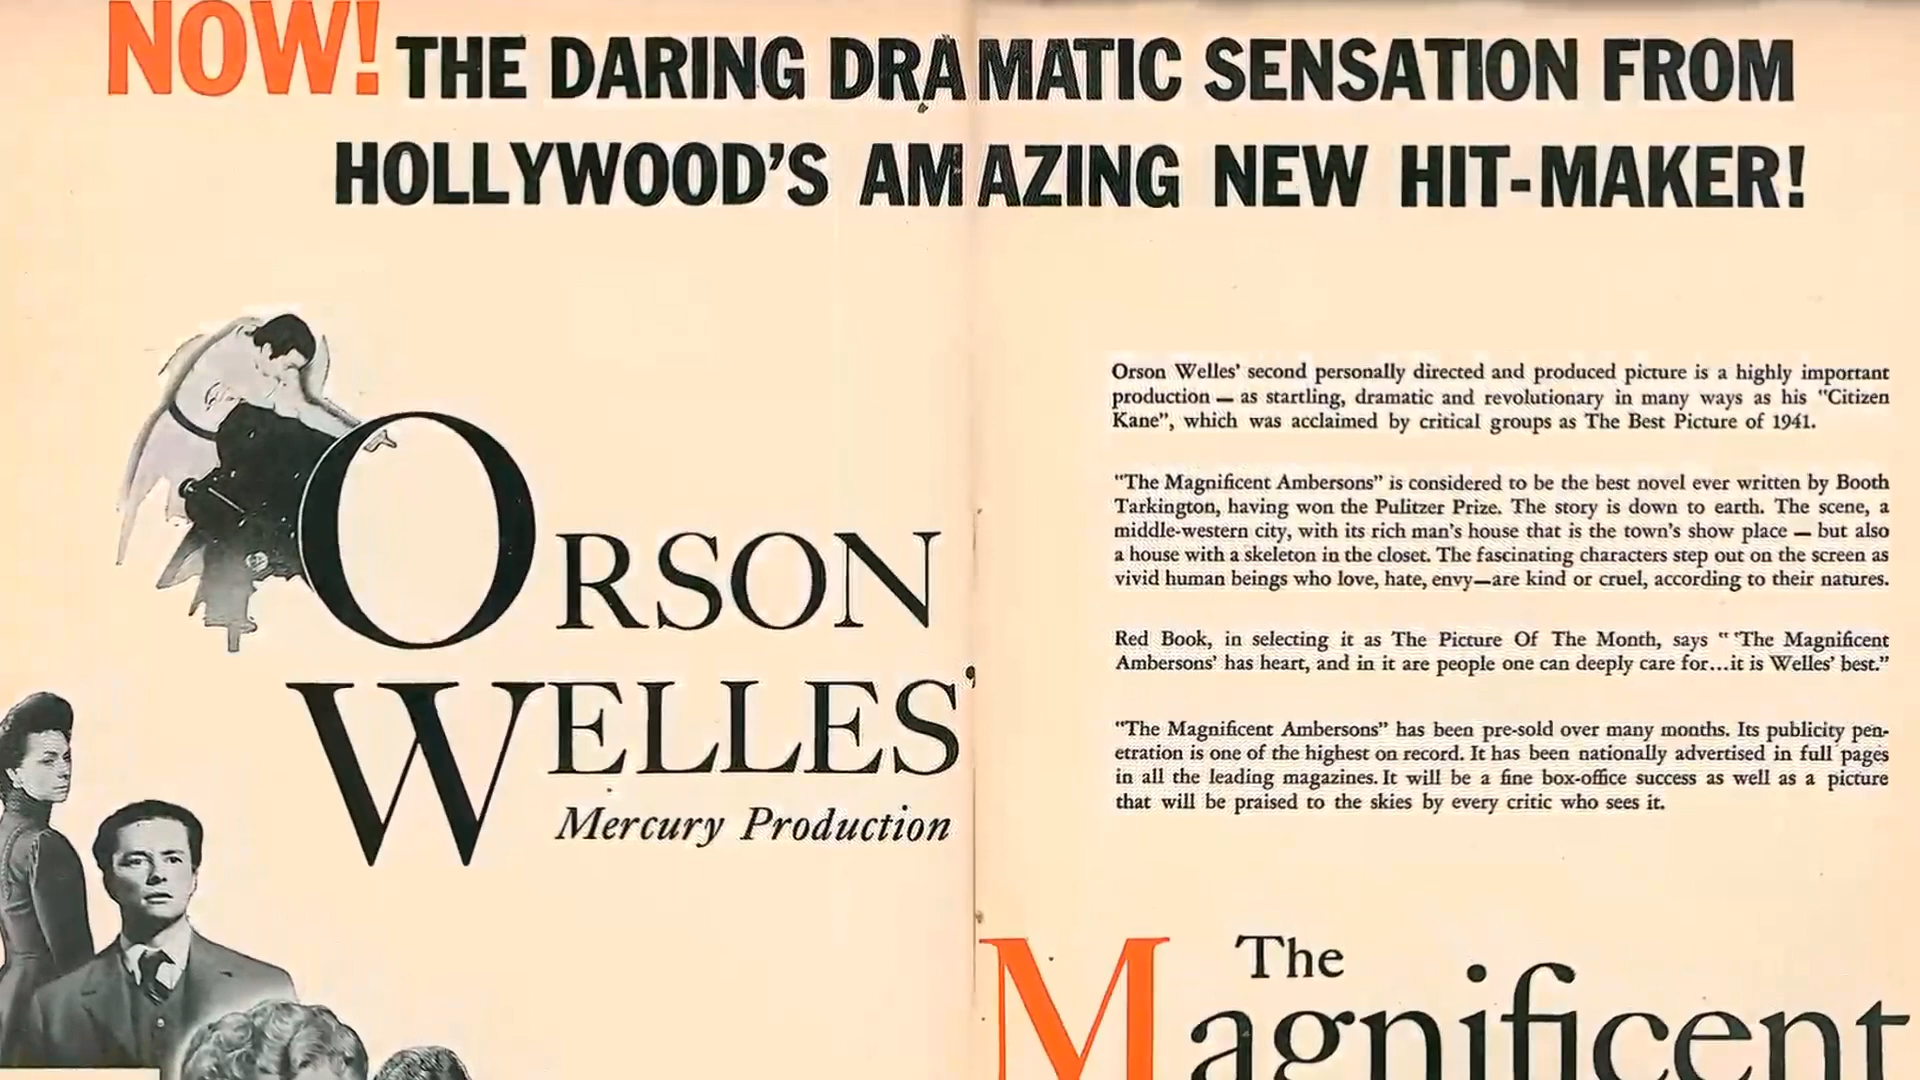 NOW! THE DARING DRAMATIC SENSATION FROM
HOLLYWOOD'S AMAZING NEW HIT-MAKER!
ORSON
WELLES'
Mercury Production
Orson Welles' second personally directed and produced picture is a highly important
production — as startling, dramatic and revolutionary in many ways as his "Citizen
Kane", which was acclaimed by critical groups as The Best Picture of 1941.
"The Magnificent Ambersons" is considered to be the best novel ever written by Booth
Tarkington, having won the Pulitzer Prize. The story is down to earth. The scene, a
middle-western city, with its rich man's house that is the town's show place — but also
a house with a skeleton in the closet. The fascinating characters step out on the screen as
vivid human beings who love, hate, envy—are kind or cruel, according to their natures.
Red Book, in selecting it as The Picture Of The Month, says " 'The Magnificent
Ambersons' has heart, and in it are people one can deeply care for...it is Welles' best."
"The Magnificent Ambersons" has been pre-sold over many months. Its publicity pen-
etration is one of the highest on record. It has been nationally advertised in full pages
in all the leading magazines. It will be a fine box-office success as well as a picture
that will be praised to the skies by every critic who sees it.
The
Magnificent